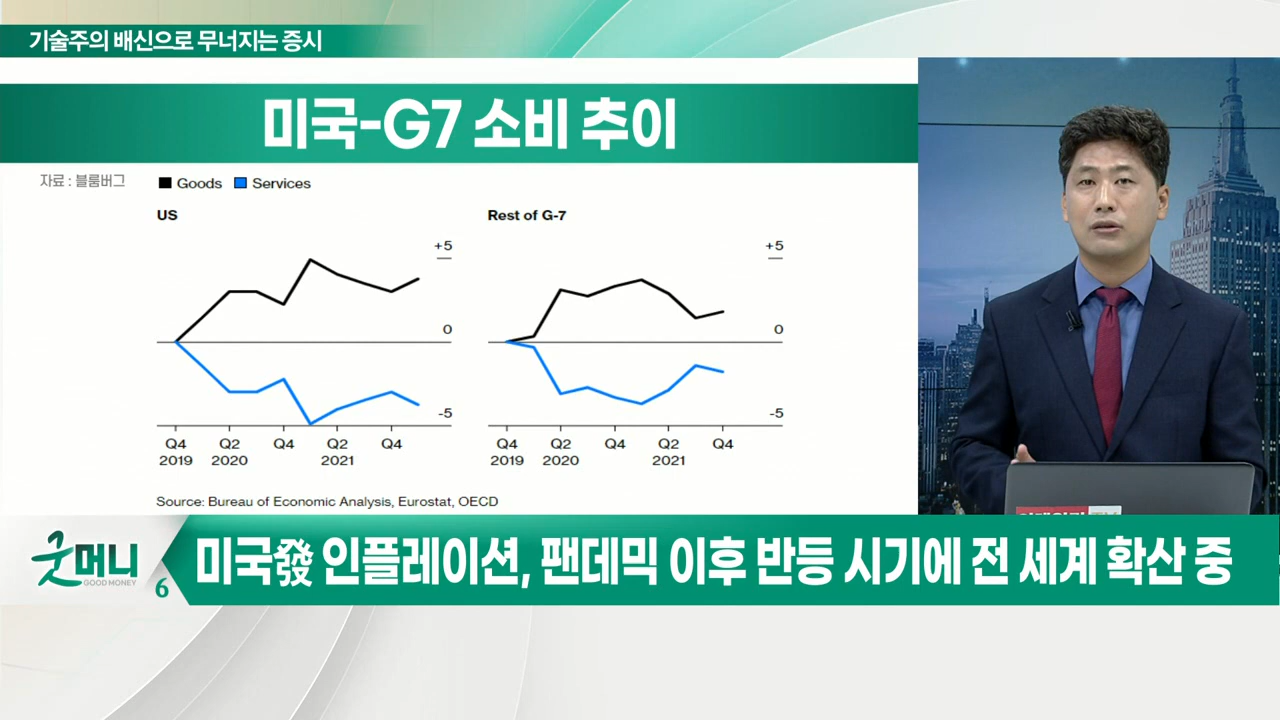 기술주의 배신으로 무너지는 증시
미국-G7 소비 추이
자료 : 블룸버그
Goods Services
US
Rest of G-7
+5
0
-5
Q4 Q2 Q4 Q2 Q4
2019 2020 2021
+5
0
-5
Q4 Q2 Q4 Q2 Q4
2019 2020 2021
Source: Bureau of Economic Analysis, Eurostat, OECD
굿머니
GOOD MONEY
6
미국發 인플레이션, 팬데믹 이후 반등 시기에 전 세계 확산 중